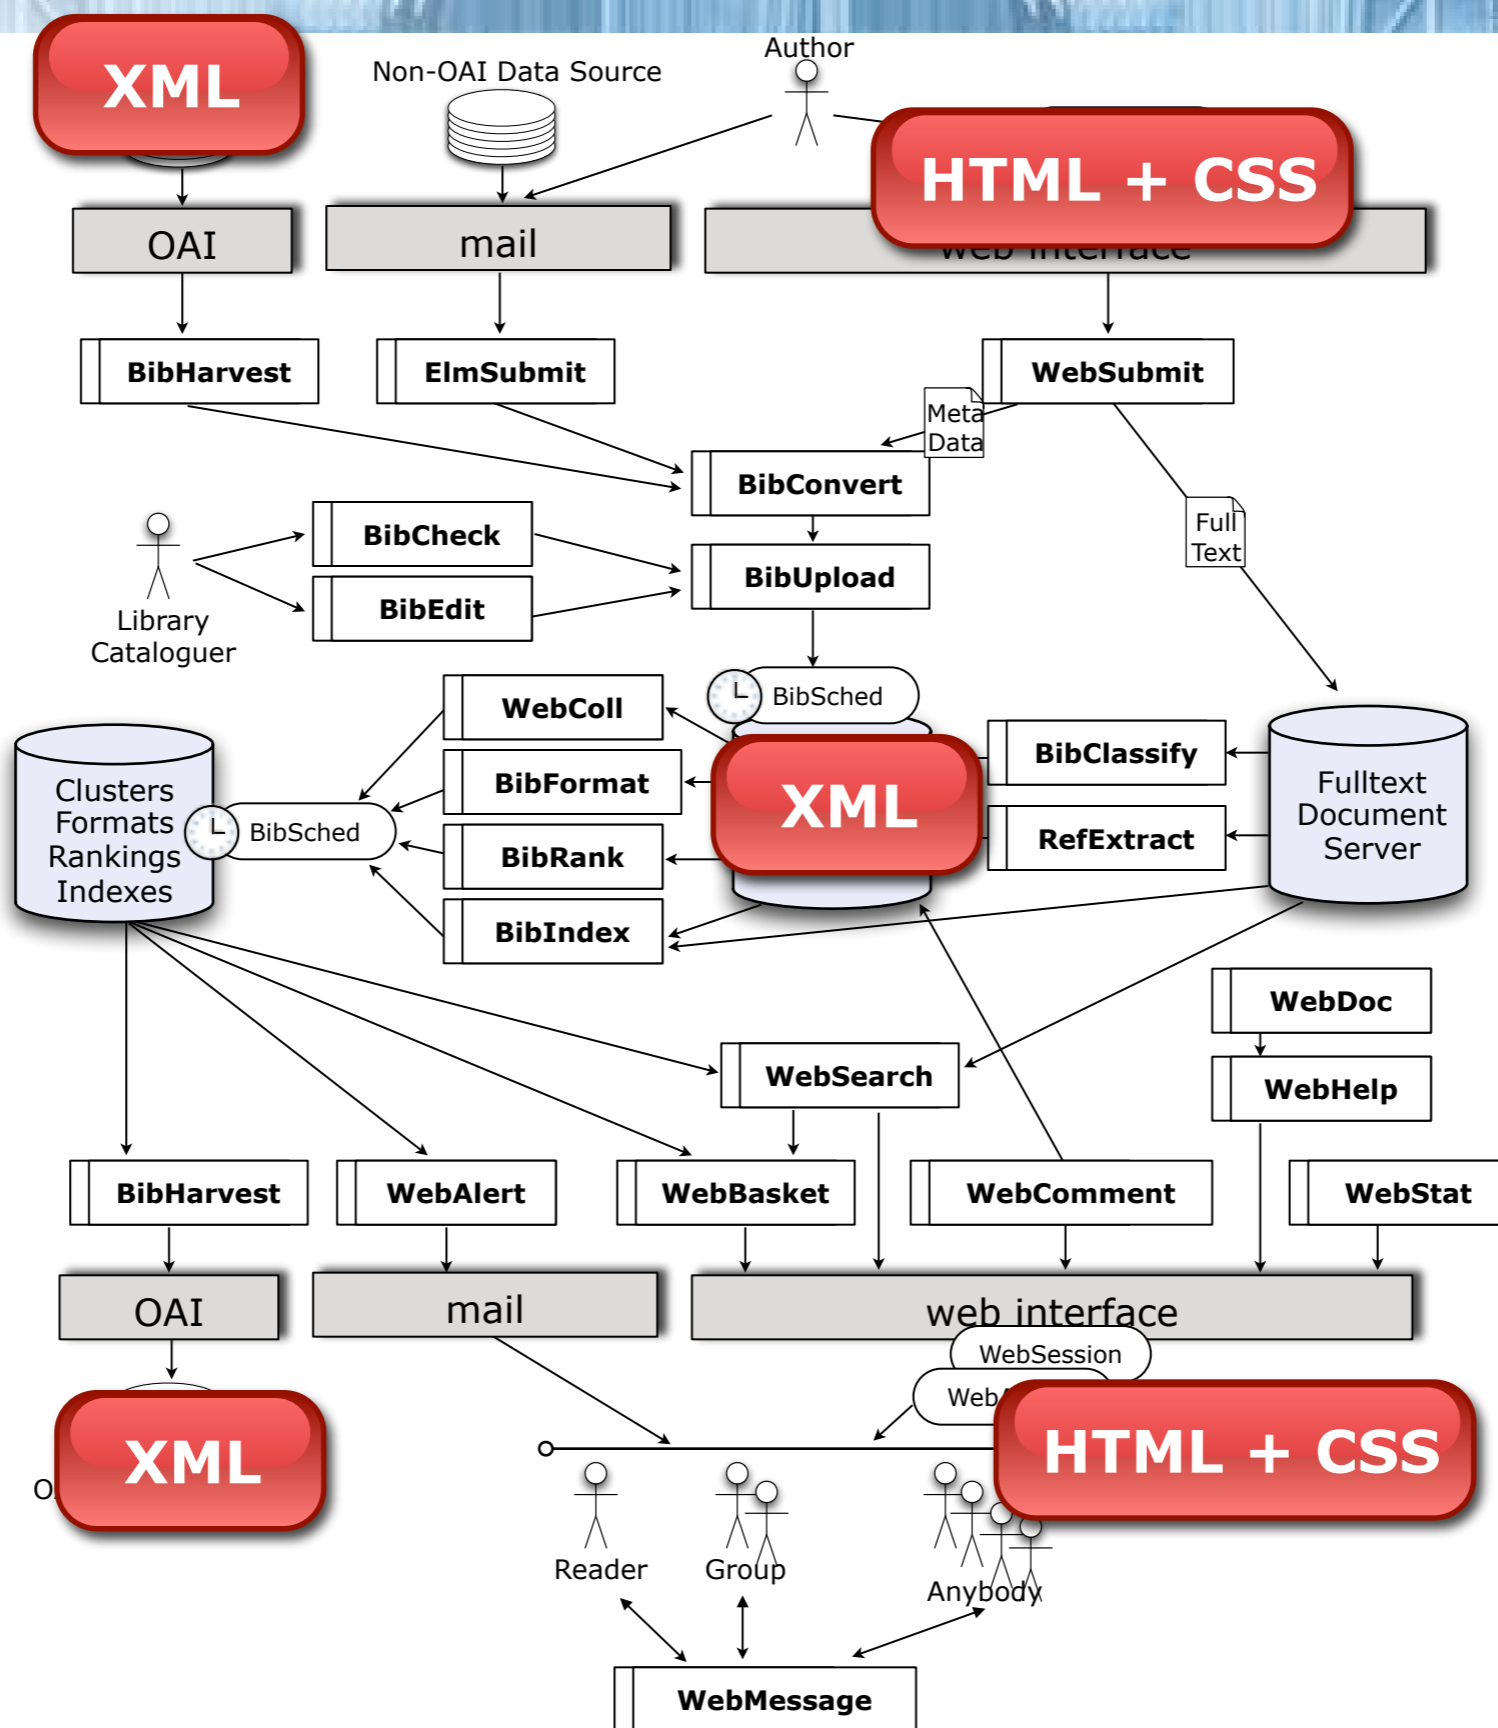 XML
Non-OAI Data Source
Author
HTML + CSS
OAI
mail
web interface
BibHarvest
ElmSubmit
WebSubmit
Meta
Data
BibConvert
Full
Text
BibCheck
BibUpload
BibEdit
Library
Cataloguer
BibSched
WebColl
BibClassify
BibFormat
XML
Clusters
Formats
Rankings
Indexes
BibSched
Fulltext
Document
Server
BibRank
RefExtract
BibIndex
WebDoc
WebSearch
WebHelp
BibHarvest
WebAlert
WebBasket
WebComment
WebStat
OAI
mail
web interface
WebSession
XML
HTML + CSS
Reader
Group
Anybody
WebMessage